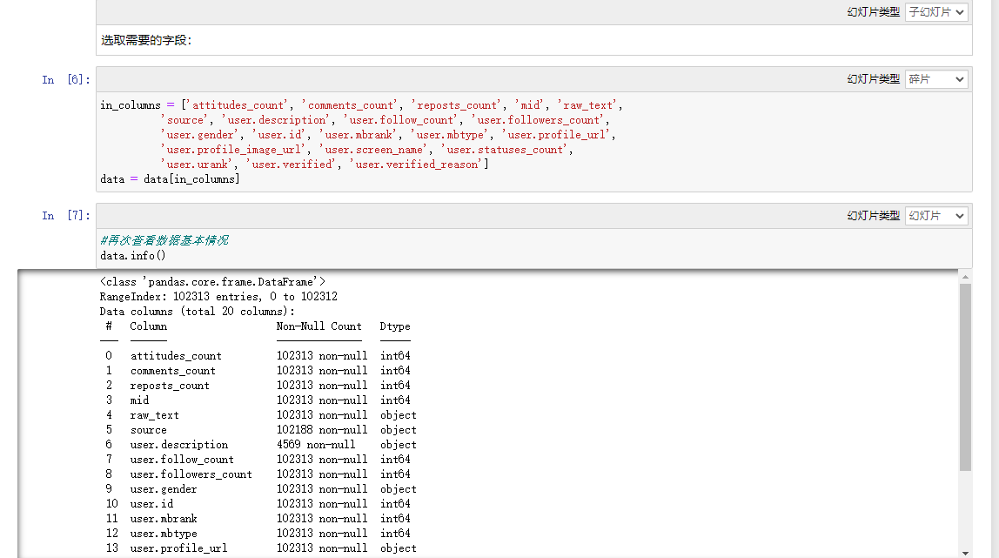 幻灯片类型 子幻灯片
选取需要的字段:
In [6]:
幻灯片类型 碎片
in_columns = ['attitudes_count', 'comments_count', 'reposts_count', 'mid', 'raw_text',
'source', 'user.description', 'user.follow_count', 'user.followers_count',
'user.gender', 'user.id', 'user.mbrank', 'user.mbtype', 'user.profile_url',
'user.profile_image_url', 'user.screen_name', 'user.statuses_count',
'user.urank', 'user.verified', 'user.verified_reason']
data = data[in_columns]
In [7]:
幻灯片类型 幻灯片
#再次查看数据基本情况
data.info()
<class 'pandas.core.frame.DataFrame'>
RangeIndex: 102313 entries, 0 to 102312
Data columns (total 20 columns):
# Column Non-Null Count Dtype
--- ------ -------------- -----
0 attitudes_count 102313 non-null int64
1 comments_count 102313 non-null int64
2 reposts_count 102313 non-null int64
3 mid 102313 non-null int64
4 raw_text 102313 non-null object
5 source 102188 non-null object
6 user.description 4569 non-null object
7 user.follow_count 102313 non-null int64
8 user.followers_count 102313 non-null int64
9 user.gender 102313 non-null object
10 user.id 102313 non-null int64
11 user.mbrank 102313 non-null int64
12 user.mbtype 102313 non-null int64
13 user.profile_url 102313 non-null object